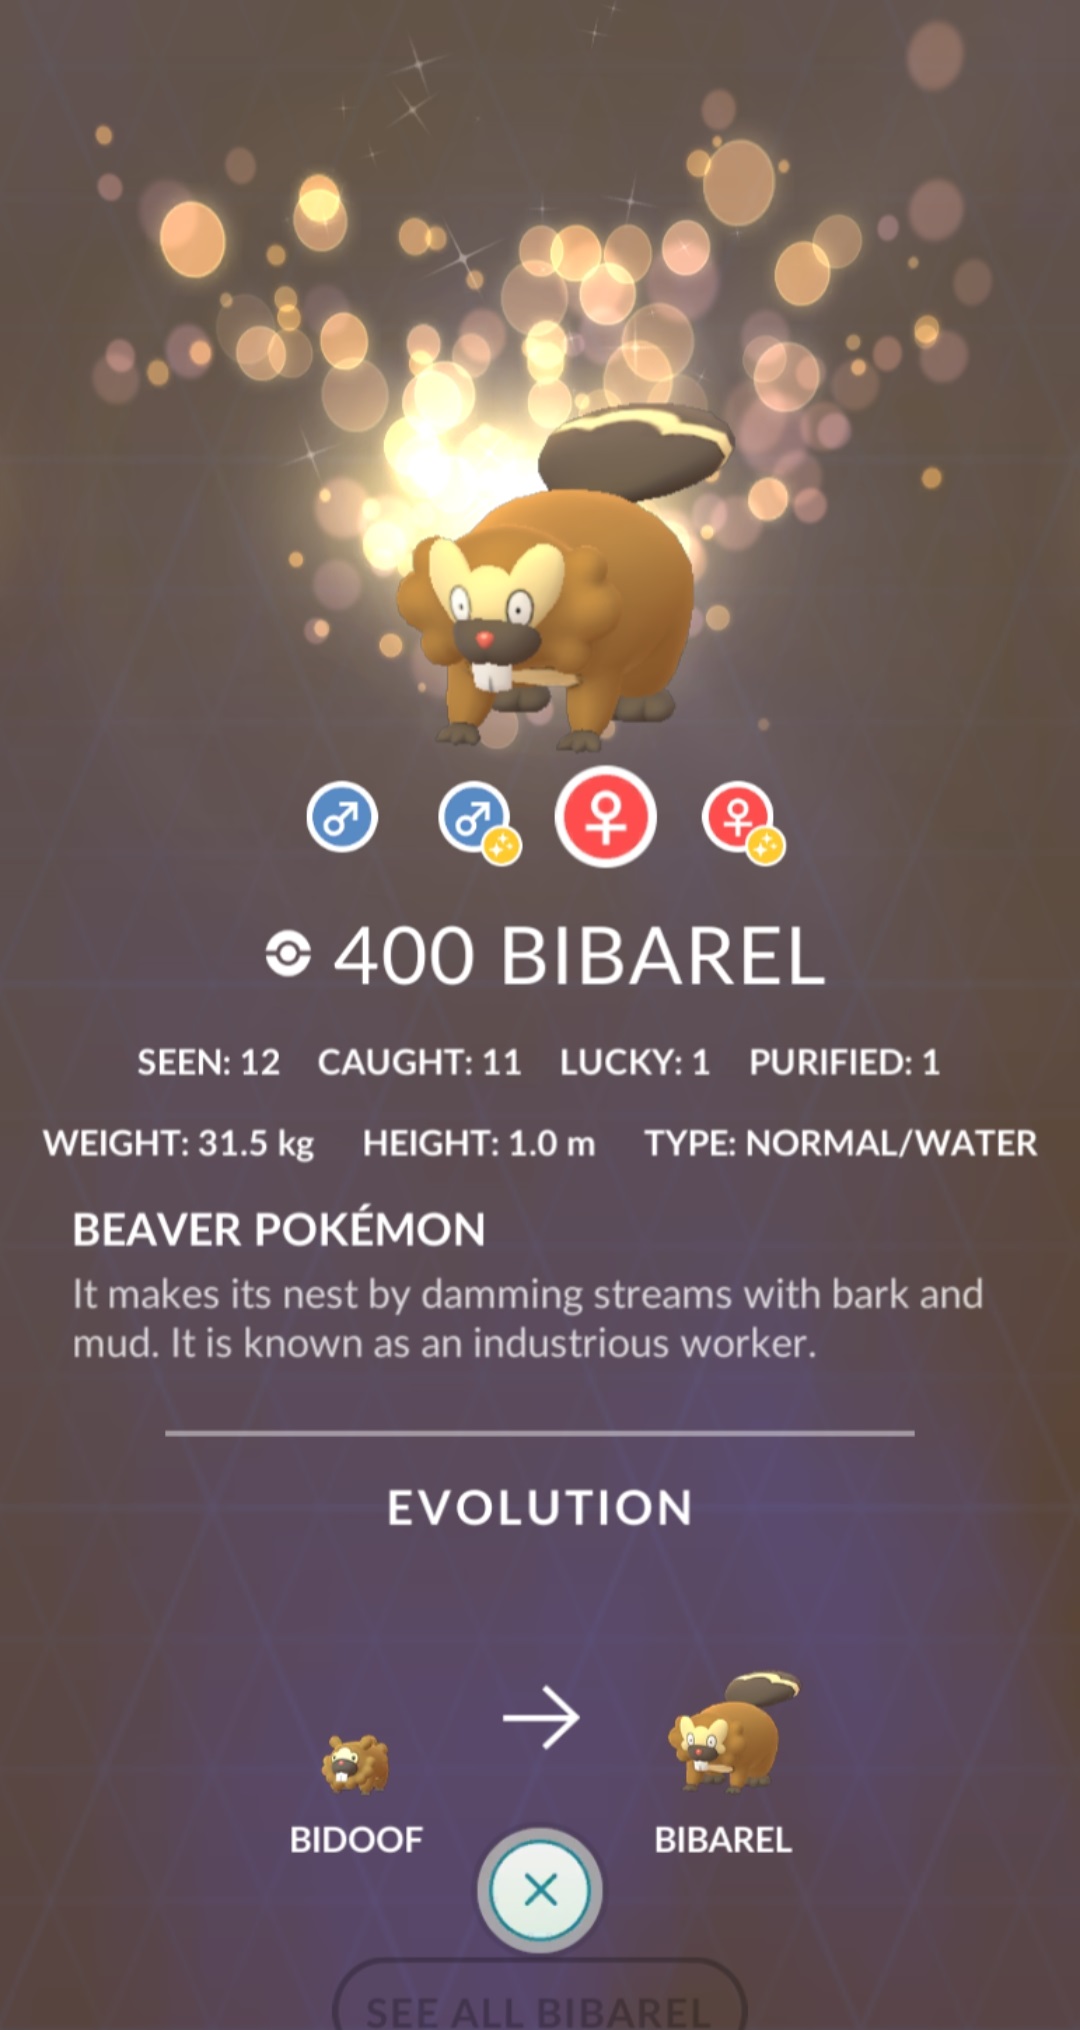 400 BIBAREL
SEEN: 12 CAUGHT: 11 LUCKY: 1 PURIFIED: 1
WEIGHT: 31.5 kg HEIGHT: 1.0 m TYPE: NORMAL/WATER
BEAVER POKÉMON
It makes its nest by damming streams with bark and
mud. It is known as an industrious worker.
EVOLUTION
BIDOOF BIBAREL
SEE ALL BIBAREL